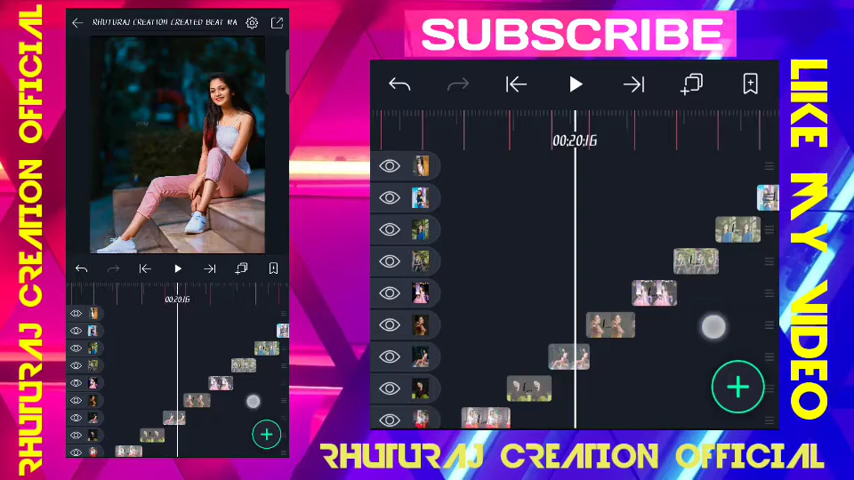 RHUTURAJ CREATION OFFICIAL
RHUTURAJ CREATION CREATED BEAT MA
00:20:16
SUBSCRIBE
00:20:16
LIKE MY VIDEO
RHUTURAJ CREATION OFFICIAL